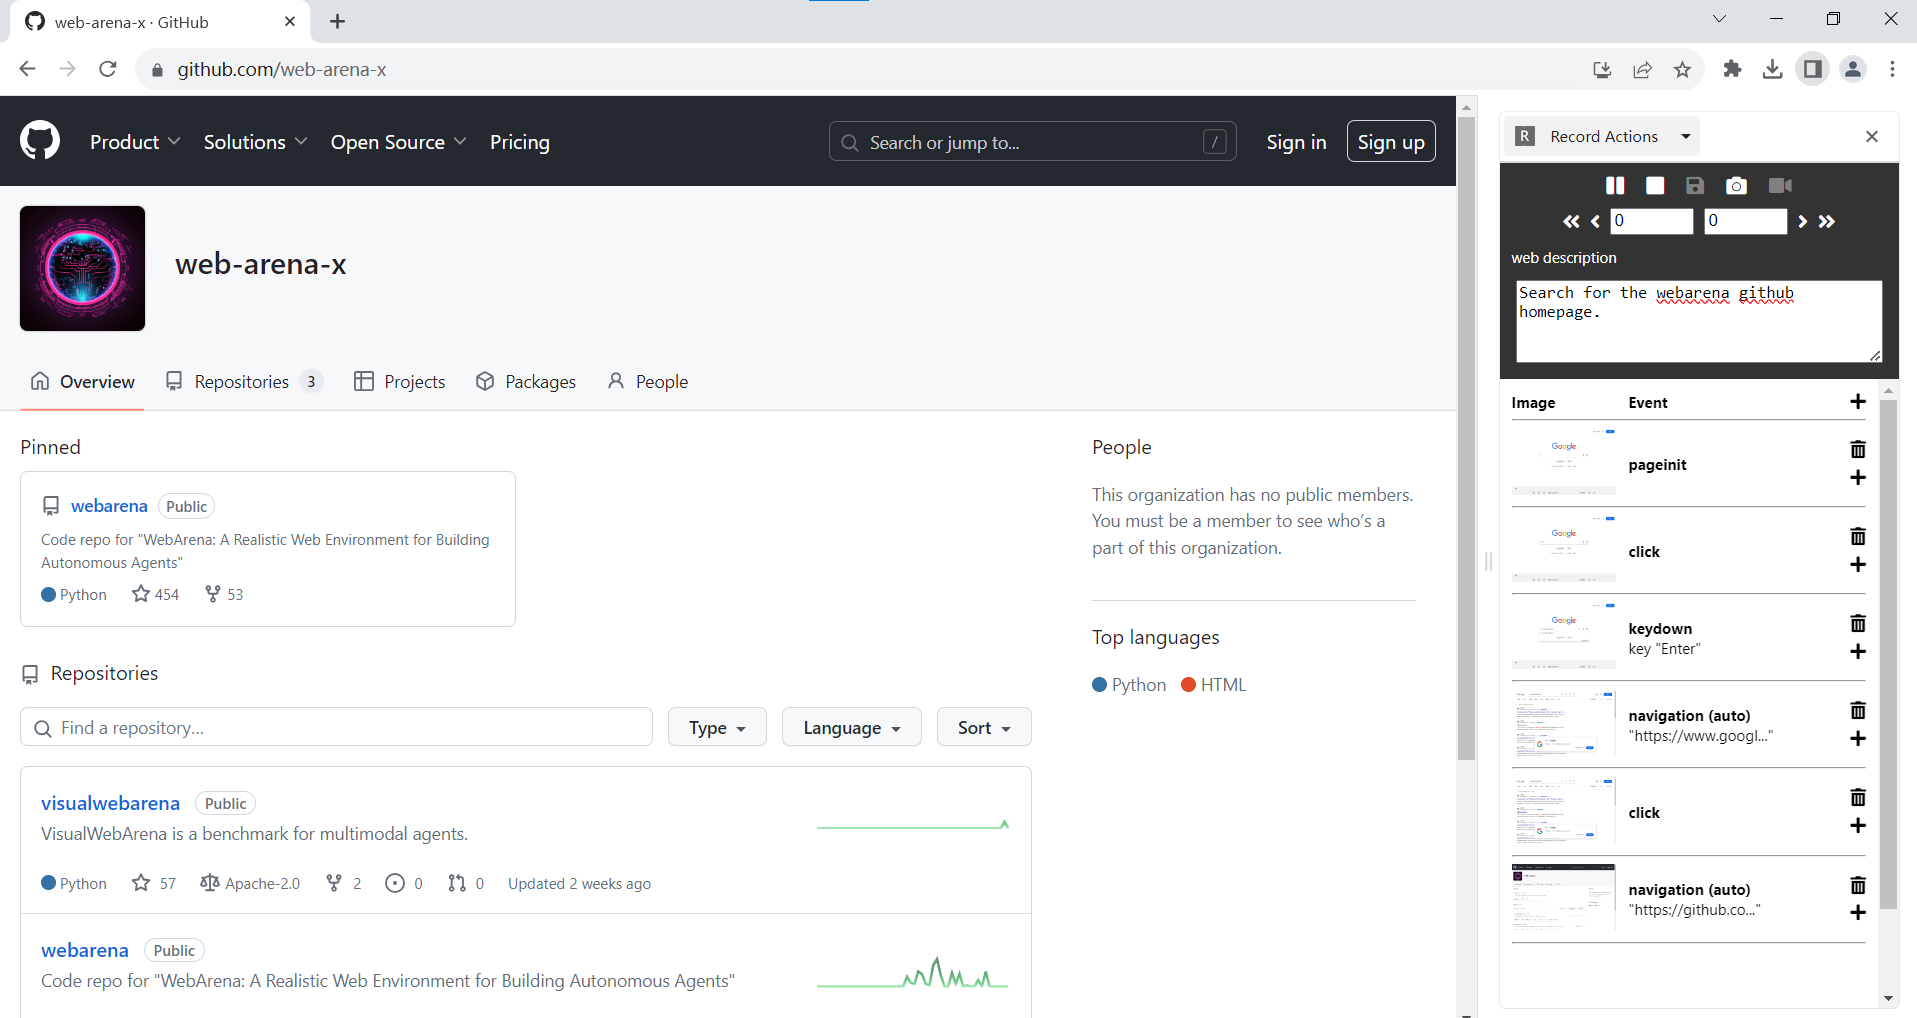 web-arena-x · GitHub
github.com/web-arena-x
Product
Solutions
Open Source
Pricing
Search or jump to...
/
Sign in
Sign up
web-arena-x
Overview
Repositories 3
Projects
Packages
People
Pinned
webarena Public
Code repo for "WebArena: A Realistic Web Environment for Building
Autonomous Agents"
Python 454 53
Repositories
Find a repository...
Type
Language
Sort
visualwebarena Public
VisualWebArena is a benchmark for multimodal agents.
Python 57 Apache-2.0 2 0 0 Updated 2 weeks ago
webarena Public
Code repo for "WebArena: A Realistic Web Environment for Building Autonomous Agents"
People
This organization has no public members.
You must be a member to see who's a
part of this organization.
Top languages
Python HTML
R Record Actions
0 0
web description
Search for the webarena github
homepage.
Image Event
Google
pageinit
Google
click
Google
keydown
key "Enter"
navigation (auto)
"https://www.googl..."
click
navigation (auto)
"https://github.co..."